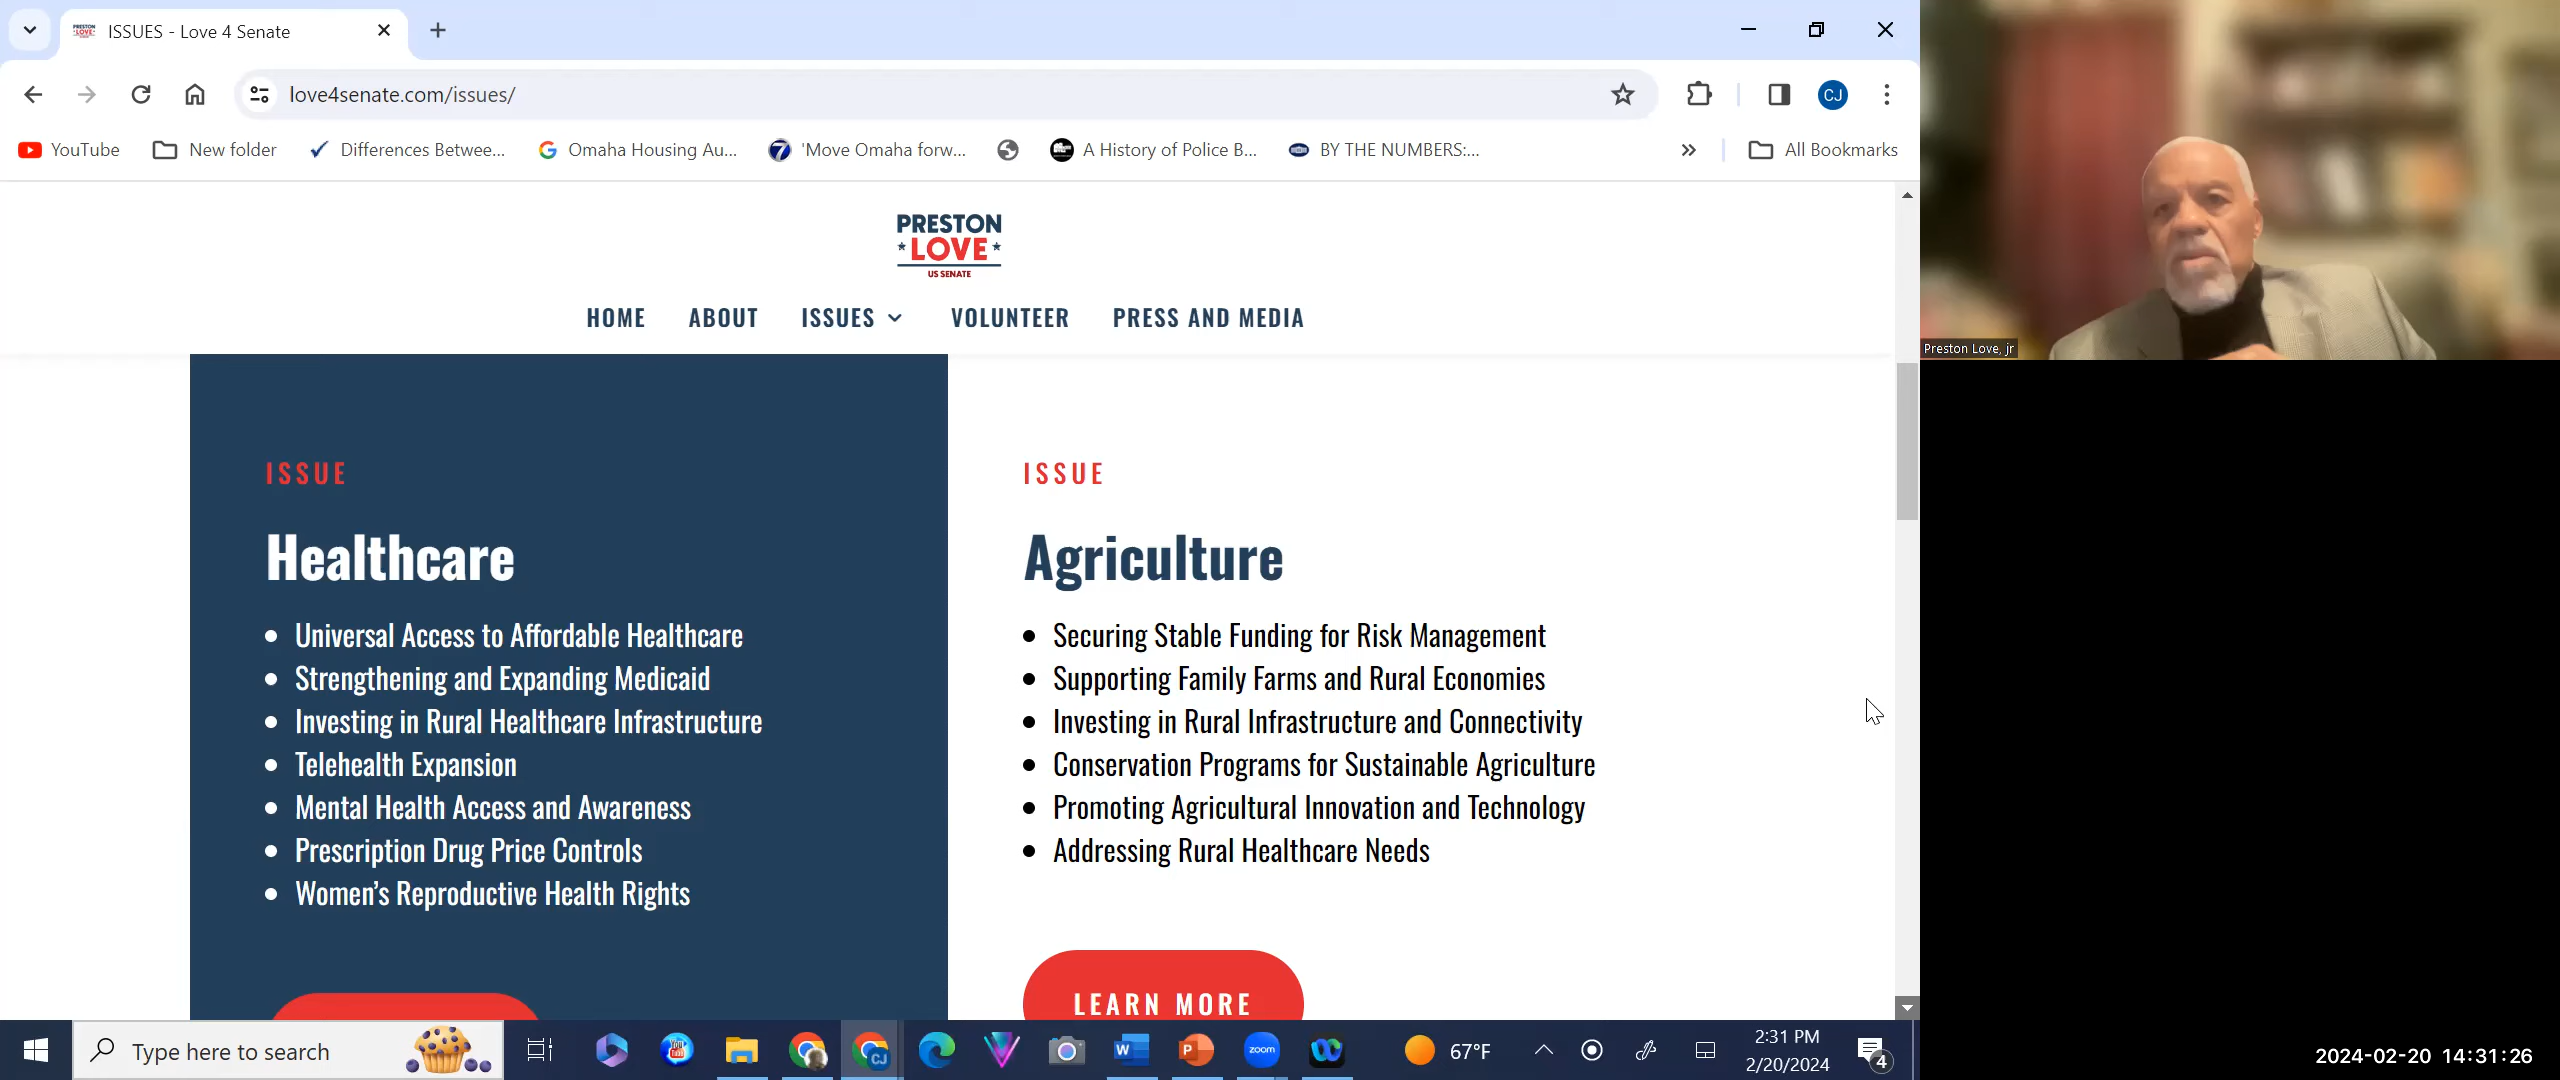 ISSUES - Love 4 Senate
love4senate.com/issues/
CJ
YouTube
New folder
Differences Betwee...
Omaha Housing Au...
7
'Move Omaha forw...
A History of Police B...
BY THE NUMBERS:...
All Bookmarks
PRESTON
LOVE
US SENATE
HOME
ABOUT
ISSUES
VOLUNTEER
PRESS AND MEDIA
ISSUE
Healthcare
Universal Access to Affordable Healthcare
Strengthening and Expanding Medicaid
Investing in Rural Healthcare Infrastructure
Telehealth Expansion
Mental Health Access and Awareness
Prescription Drug Price Controls
Women’s Reproductive Health Rights
ISSUE
Agriculture
Securing Stable Funding for Risk Management
Supporting Family Farms and Rural Economies
Investing in Rural Infrastructure and Connectivity
Conservation Programs for Sustainable Agriculture
Promoting Agricultural Innovation and Technology
Addressing Rural Healthcare Needs
LEARN MORE
Preston Love, jr
Type here to search
CJ
W
P
zoom
67°F
2:31 PM
2/20/2024
4
2024-02-20 14:31:26